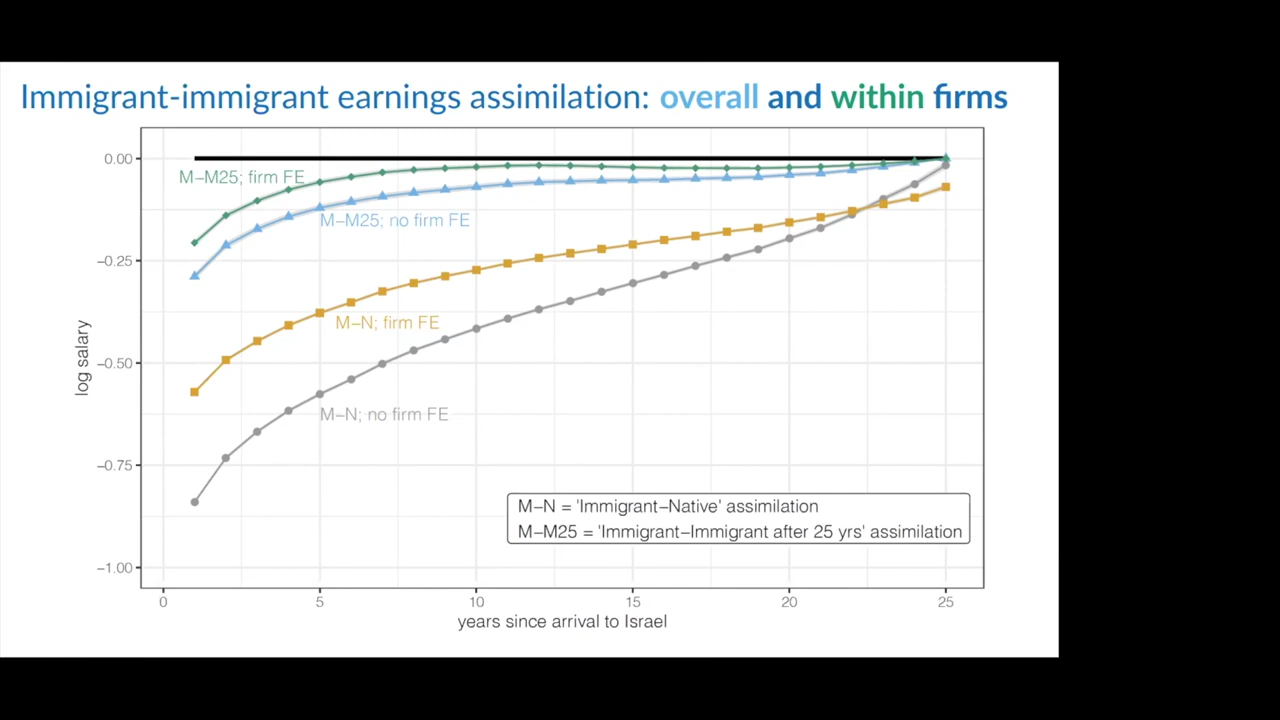 Immigrant-immigrant earnings assimilation: overall and within firms
0.00
−0.25
−0.50
−0.75
−1.00
log salary
M−M25; firm FE
M−M25; no firm FE
M−N; firm FE
M−N; no firm FE
M−N = 'Immigrant−Native' assimilation
M−M25 = 'Immigrant−Immigrant after 25 yrs' assimilation
0 5 10 15 20 25
years since arrival to Israel